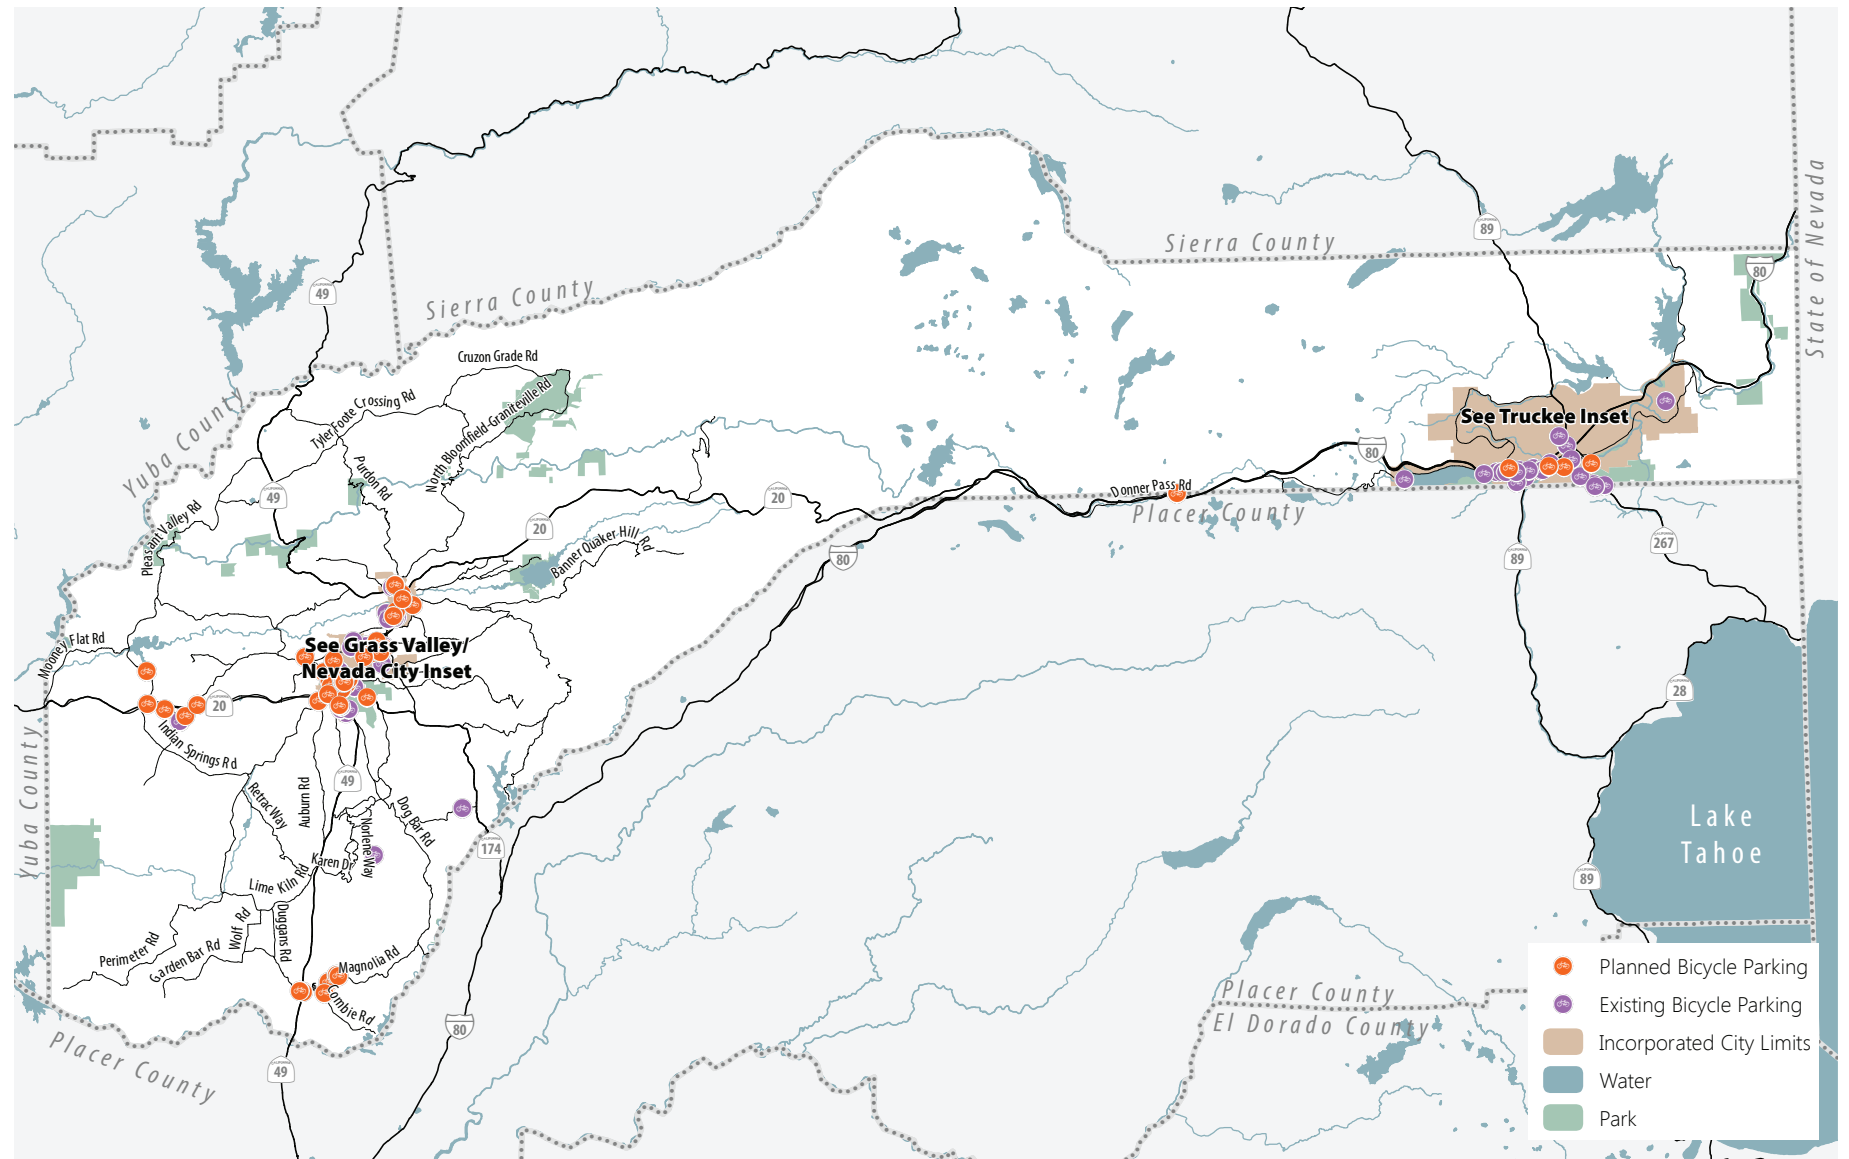 Sierra County
89
State of Nevada
80
49
Sierra County
Cruzon Grade Rd
Tyler Foote Crossing Rd
North Bloomfield-Graniteville Rd
Yuba County
Purdon Rd
See Truckee Inset
80
49
20
20
Donner Pass Rd
Placer County
Pleasant Valley Rd
Banner Quaker Hill Rd
80
89
267
Mooney Flat Rd
See Grass Valley/
Nevada City Inset
20
28
Indian Springs Rd
Yuba County
49
Retrac Way
Auburn Rd
Dog Bar Rd
Norlene Way
174
Karen Dr
Lime Kiln Rd
Lake
Tahoe
89
Perimeter Rd
Garden Bar Rd
Wolf Rd
Duggans Rd
Magnolia Rd
Combie Rd
80
Placer County
49
Placer County
El Dorado County
Planned Bicycle Parking
Existing Bicycle Parking
Incorporated City Limits
Water
Park